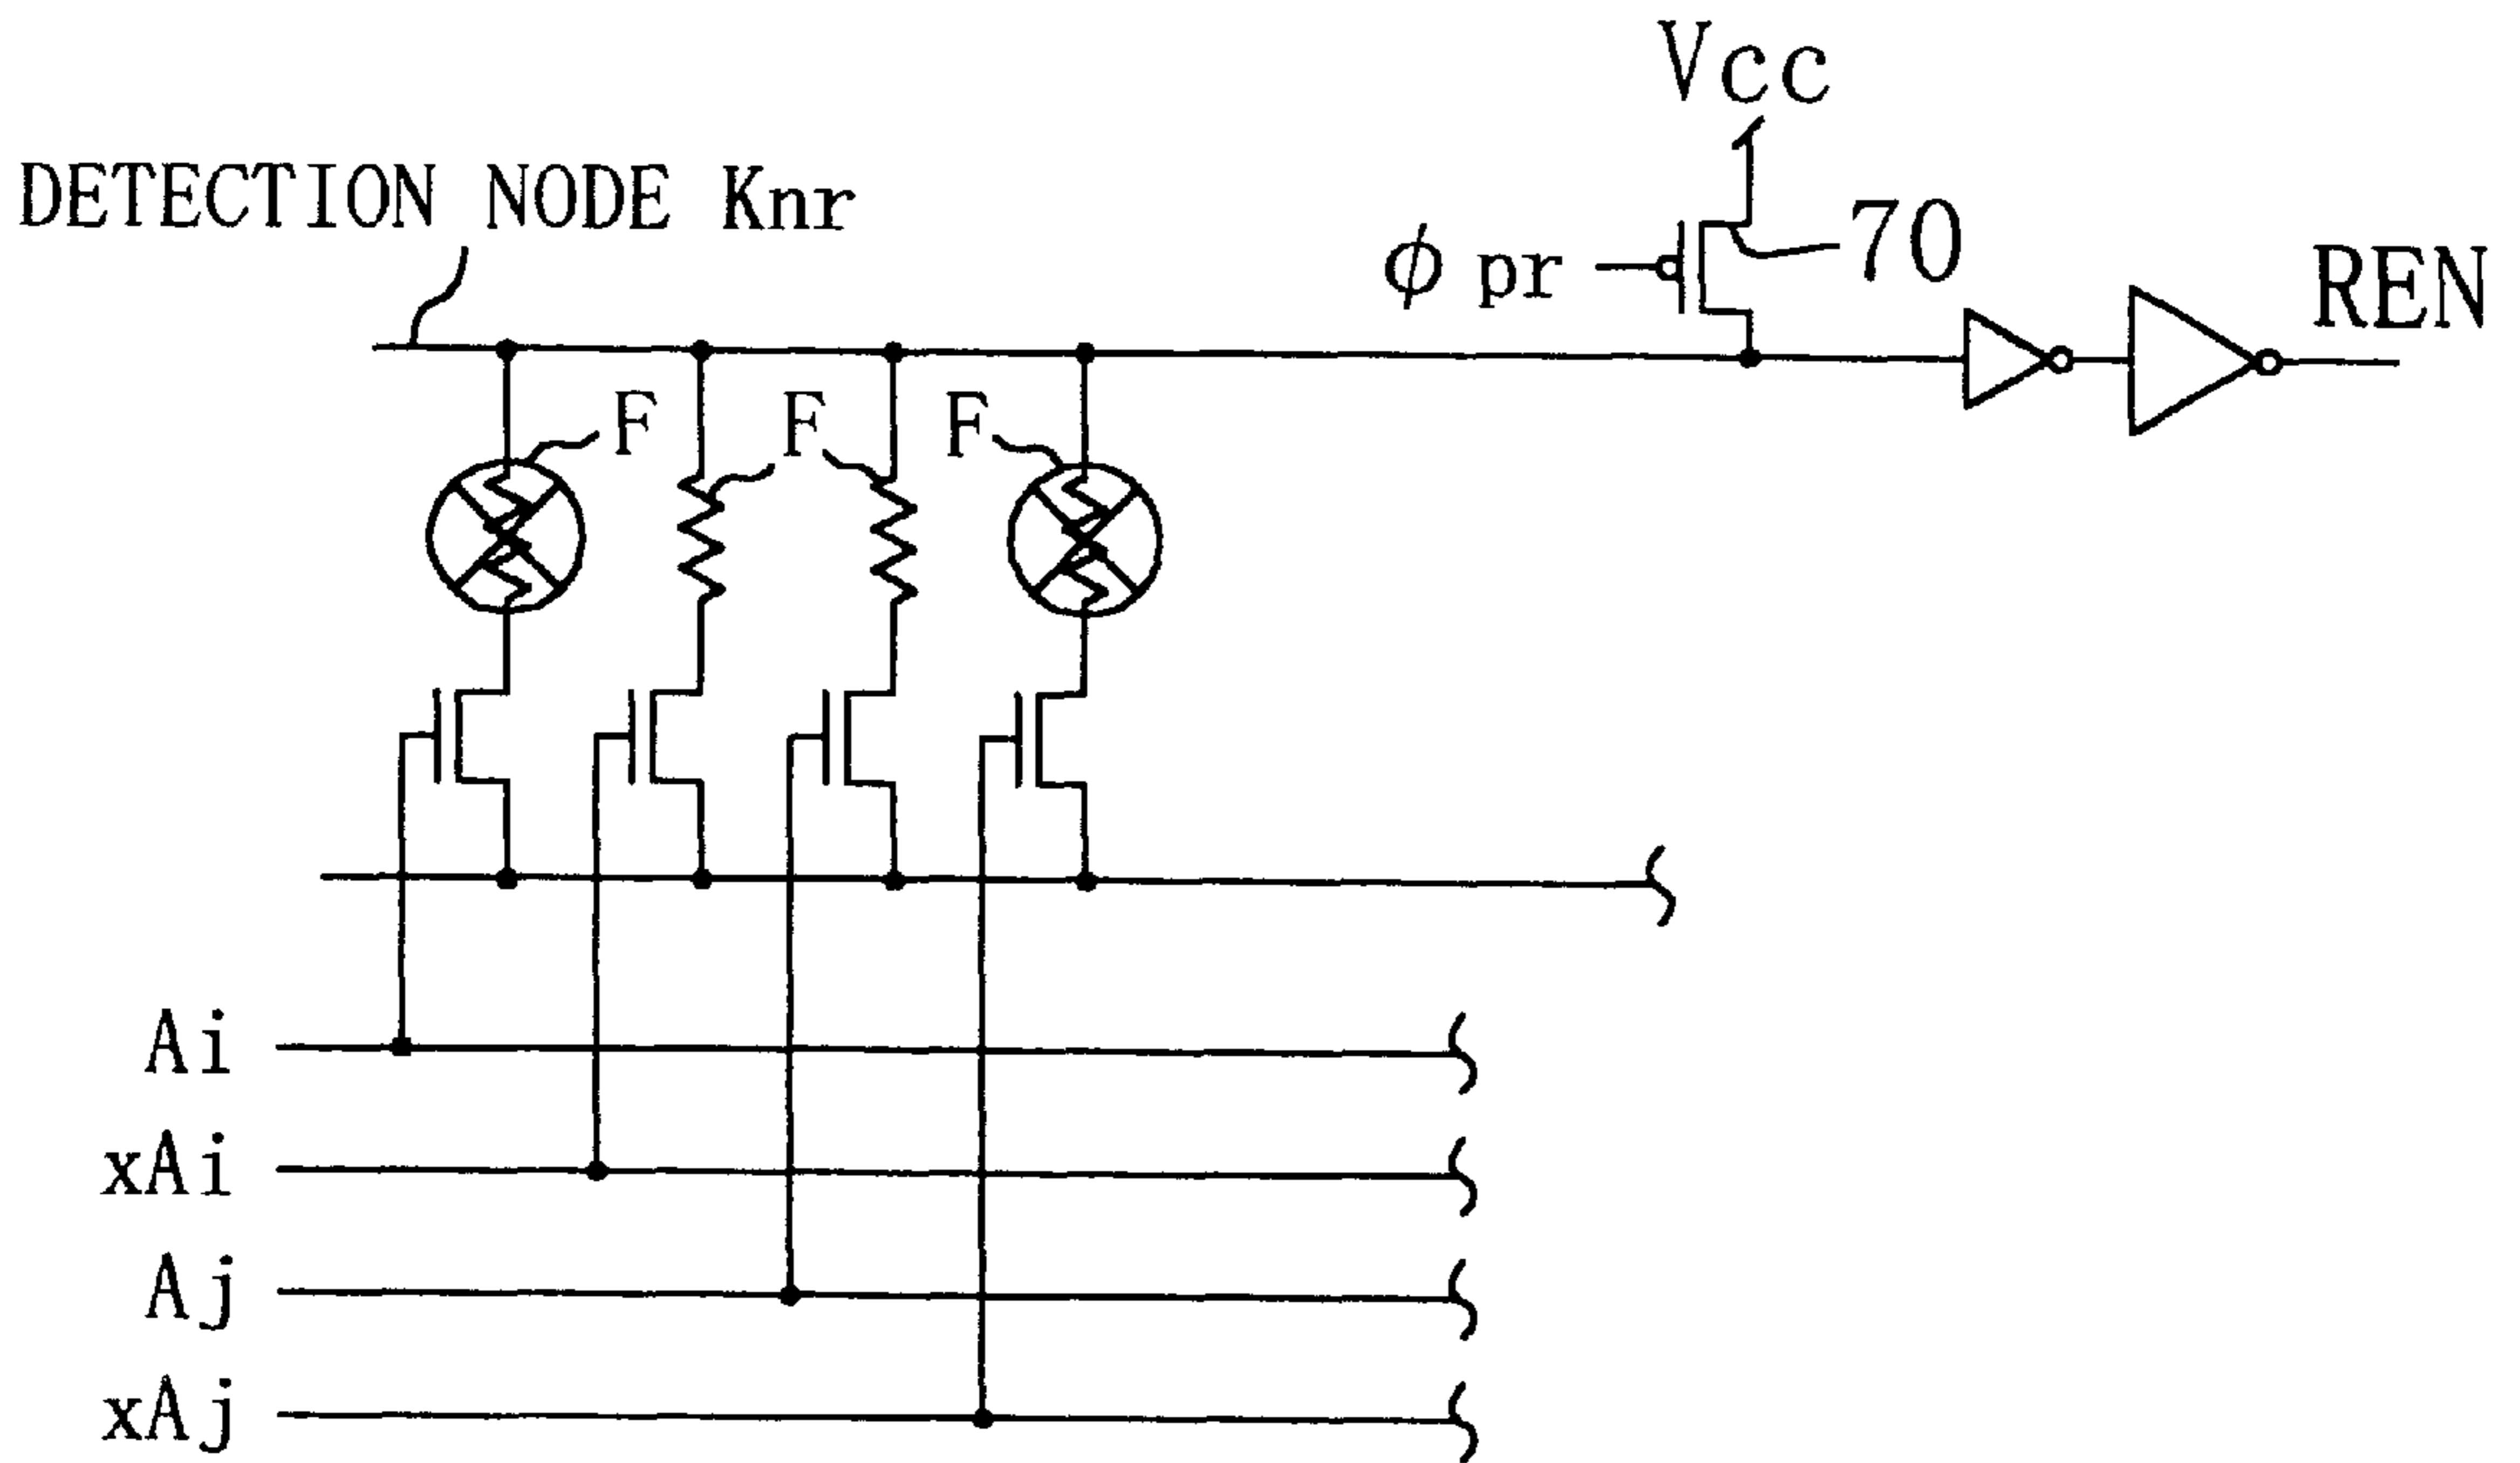 Vcc
DETECTION NODE Knr
φ pr
70
REN
F
F
F
Ai
xAi
Aj
xAj